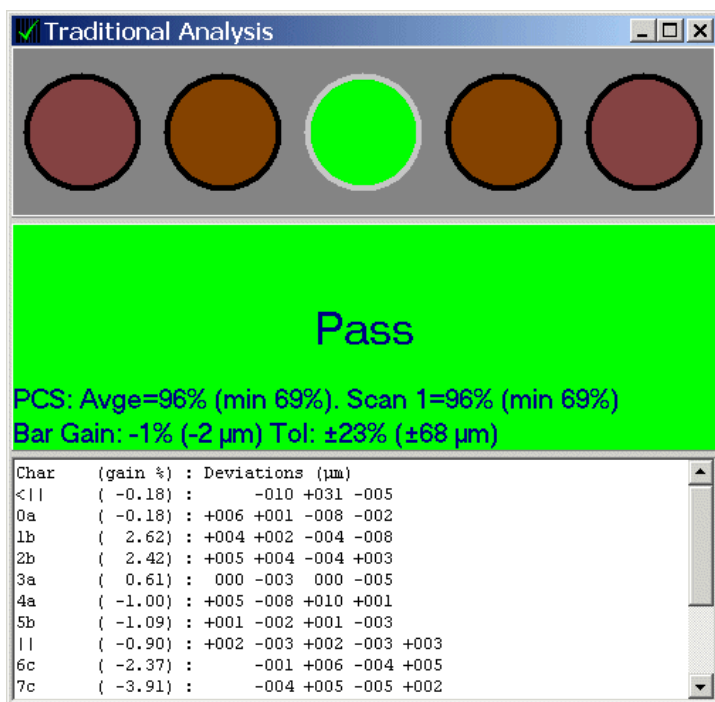 Traditional Analysis
Pass
PCS: Avge=96% (min 69%). Scan 1=96% (min 69%)
Bar Gain: -1% (-2 µm) Tol: ±23% (±68 µm)
Char (gain %) : Deviations (µm)
<|| ( -0.18) : -010 +031 -005
0a ( -0.18) : +006 +001 -008 -002
1b ( 2.62) : +004 +002 -004 -008
2b ( 2.42) : +005 +004 -004 +003
3a ( 0.61) : 000 -003 000 -005
4a ( -1.00) : +005 -008 +010 +001
5b ( -1.09) : +001 -002 +001 -003
|| ( -0.90) : +002 -003 +002 -003 +003
6c ( -2.37) : -001 +006 -004 +005
7c ( -3.91) : -004 +005 -005 +002